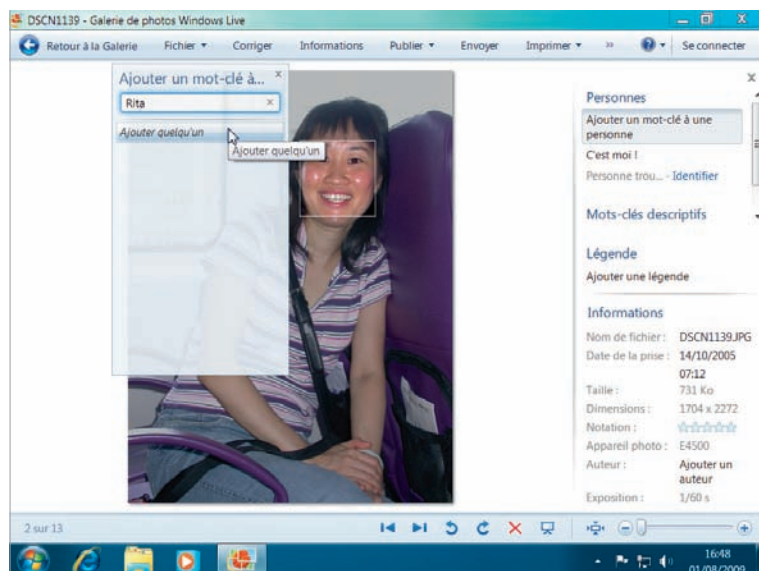 DSCN1139 - Galerie de photos Windows Live
Retour à la Galerie Fichier Corriger Informations Publier Envoyer Imprimer » Se connecter
Ajouter un mot-clé à...
Rita
Ajouter quelqu'un
Ajouter quelqu'un
Personnes
Ajouter un mot-clé à une
personne
C'est moi !
Personne trou... - Identifier
Mots-clés descriptifs
Légende
Ajouter une légende
Informations
Nom de fichier : DSCN1139.JPG
Date de la prise : 14/10/2005
07:12
Taille : 731 Ko
Dimensions : 1704 x 2272
Notation :
Appareil photo : E4500
Auteur : Ajouter un
auteur
Exposition : 1/60 s
2 sur 13
16:48
01/08/2009